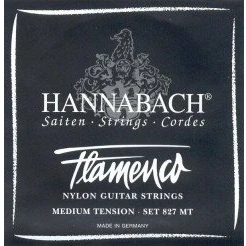 HANNABACH®
Saiten · Strings · Cordes
Flamenco
NYLON GUITAR STRINGS
MEDIUM TENSION - SET 827 MT
MADE IN GERMANY